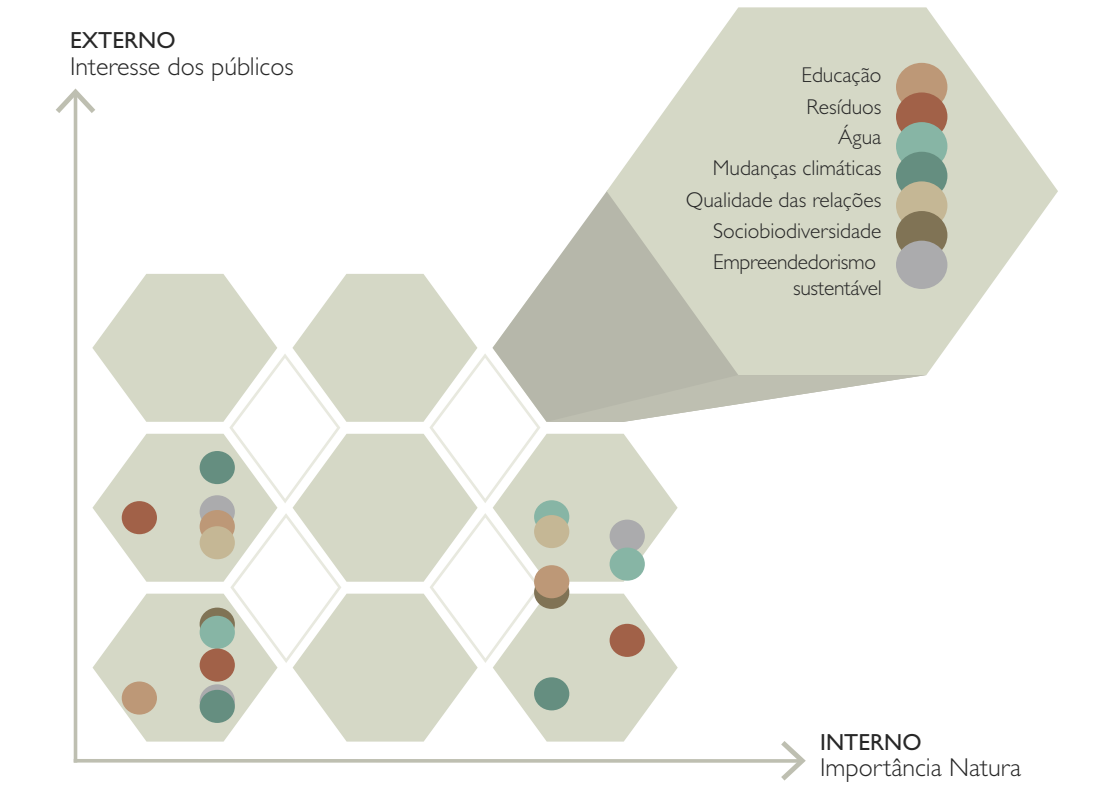 EXTERNO
Interesse dos públicos
Educação
Resíduos
Água
Mudanças climáticas
Qualidade das relações
Sociobiodiversidade
Empreendedorismo
sustentável
INTERNO
Importância Natura